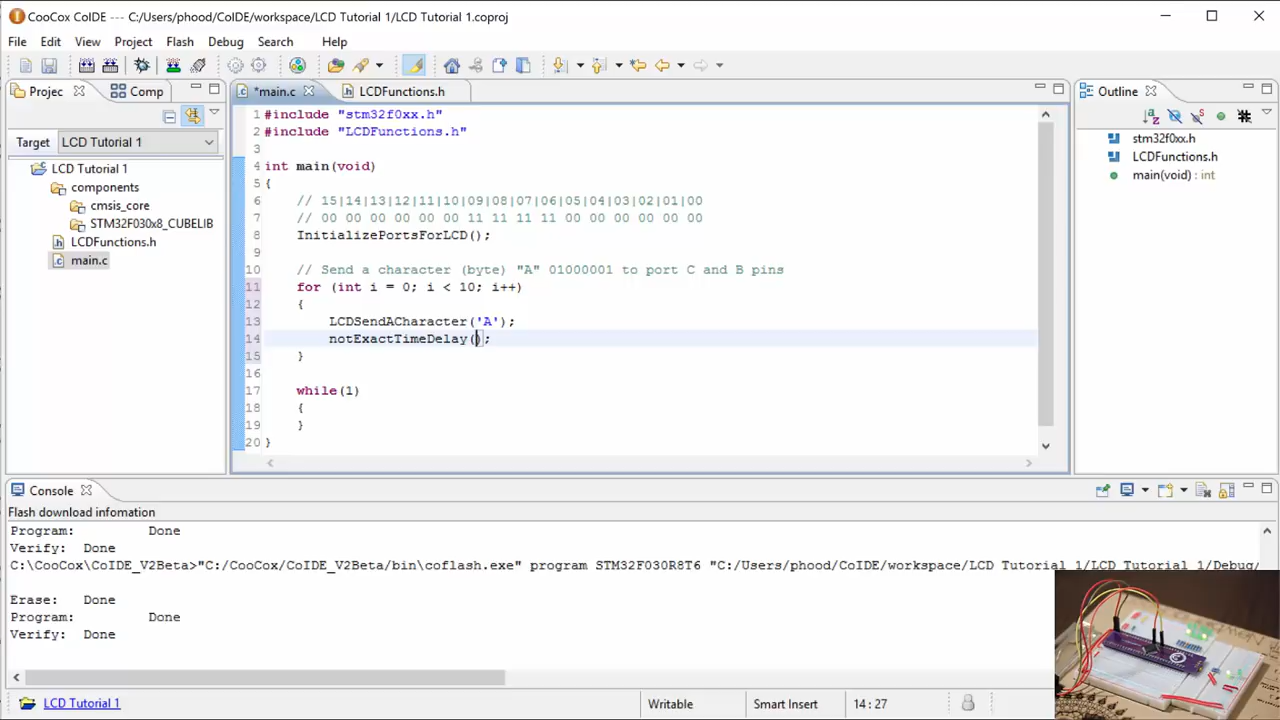 CooCox CoIDE --- C:/Users/phood/CoIDE/workspace/LCD Tutorial 1/LCD Tutorial 1.coproj
File Edit View Project Flash Debug Search Help
Projec Comp
Target LCD Tutorial 1
LCD Tutorial 1
components
cmsis_core
STM32F030x8_CUBELIB
LCDFunctions.h
main.c
*main.c LCDFunctions.h
1 #include "stm32f0xx.h"
2 #include "LCDFunctions.h"
3
4 int main(void)
5 {
6 // 15|14|13|12|11|10|09|08|07|06|05|04|03|02|01|00
7 // 00 00 00 00 00 00 11 11 11 11 00 00 00 00 00 00
8 InitializePortsForLCD();
9
10 // Send a character (byte) "A" 01000001 to port C and B pins
11 for (int i = 0; i < 10; i++)
12 {
13 LCDSendACharacter('A');
14 notExactTimeDelay();
15 }
16
17 while(1)
18 {
19 }
20 }
Outline
stm32f0xx.h
LCDFunctions.h
main(void) : int
Console
Flash download infomation
Program: Done
Verify: Done
C:\CooCox\CoIDE_V2Beta>"C:/CooCox/CoIDE_V2Beta/bin\coflash.exe" program STM32F030R8T6 "C:/Users/phood/CoIDE/workspace/LCD Tutorial 1/LCD Tutorial 1/Debug/
Erase: Done
Program: Done
Verify: Done
LCD Tutorial 1 Writable Smart Insert 14 : 27